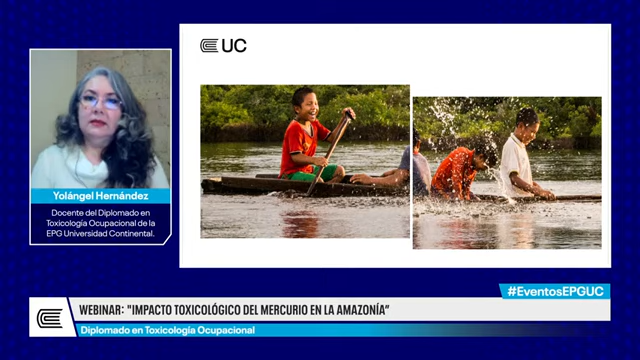 UC
Yolángel Hernández
Docente del Diplomado en
Toxicología Ocupacional de la
EPG Universidad Continental.
#EventosEPGUC
WEBINAR: "IMPACTO TOXICOLÓGICO DEL MERCURIO EN LA AMAZONÍA"
Diplomado en Toxicología Ocupacional